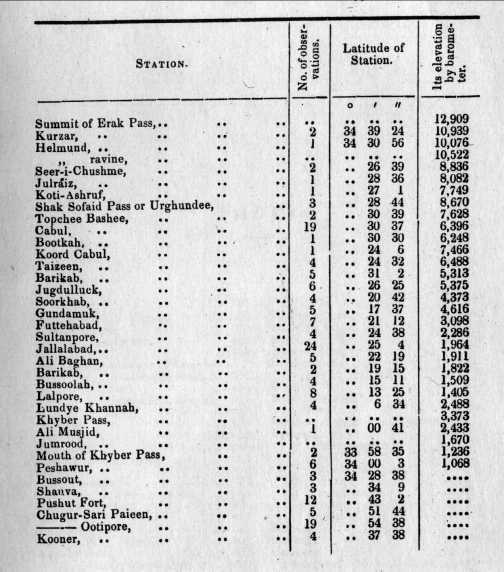 STATION.
No. of obser-
vations.
Latitude of
Station.
Its elevation
by barome-
ter.
° ′ ″
Summit of Erak Pass,.. .. .. .. .. .. .. 12,909
Kurzar, .. .. .. 2 34 39 24 10,939
Helmund, .. .. .. 1 34 30 56 10,076
„ ravine, .. .. .. .. .. .. 10,522
Seer-i-Chushme, .. .. 2 .. 26 39 8,836
Julraiz, .. .. 1 .. 28 36 8,082
Koti-Ashruf, .. .. 1 .. 27 1 7,749
Shak Sofaid Pass or Urghundee, .. 3 .. 28 44 8,670
Topchee Bashee, .. .. 2 .. 30 39 7,628
Cabul, .. .. .. 19 .. 30 37 6,396
Bootkah, .. .. .. 1 .. 30 30 6,248
Koord Cabul, .. .. 1 .. 24 6 7,466
Taizeen, .. .. .. 4 .. 24 32 6,488
Barikab, .. .. .. 5 .. 31 2 5,313
Jugdulluck, .. .. 6 .. 26 25 5,375
Soorkhab, .. .. .. 4 .. 20 42 4,373
Gundamuk, .. .. 5 .. 17 37 4,616
Futtehabad, .. .. 7 .. 21 12 3,098
Sultanpore, .. .. 4 .. 24 38 2,286
Jallalabad,.. .. .. 24 .. 25 4 1,964
Ali Baghan, .. .. 5 .. 22 19 1,911
Barikab, .. .. .. 2 .. 19 15 1,822
Bussoolah, .. .. .. 4 .. 15 11 1,509
Lalpore, .. .. .. 8 .. 13 25 1,405
Lundye Khannah, .. .. 4 .. 6 34 2,488
Khyber Pass, .. .. .. .. .. .. 3,373
Ali Musjid, .. .. .. 1 .. 00 41 2,433
Jumrood, .. .. .. .. .. .. .. 1,670
Mouth of Khyber Pass, .. .. 2 33 58 35 1,236
Peshawur, .. .. .. 6 34 00 3 1,068
Bussout, .. .. .. 3 34 28 38 ....
Shanva, .. .. .. 3 .. 34 9 ....
Pushut Fort, .. .. 12 .. 43 2 ....
Chugur-Sari Paieen, .. .. .. 5 .. 51 44 ....
—— Ootipore, .. .. 19 .. 54 38 ....
Kooner, .. .. .. 4 .. 37 38 ....